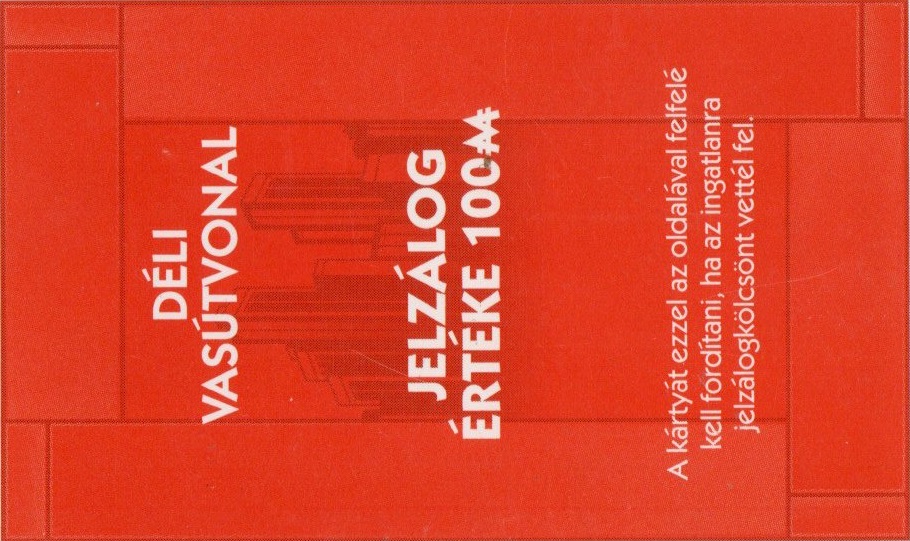 DÉLI
VASÚTVONAL
JELZÁLOG
ÉRTÉKE 100₳
A kártyát ezzel az oldalával felfelé
kell fordítani, ha az ingatlanra
jelzálogkölcsönt vettél fel.